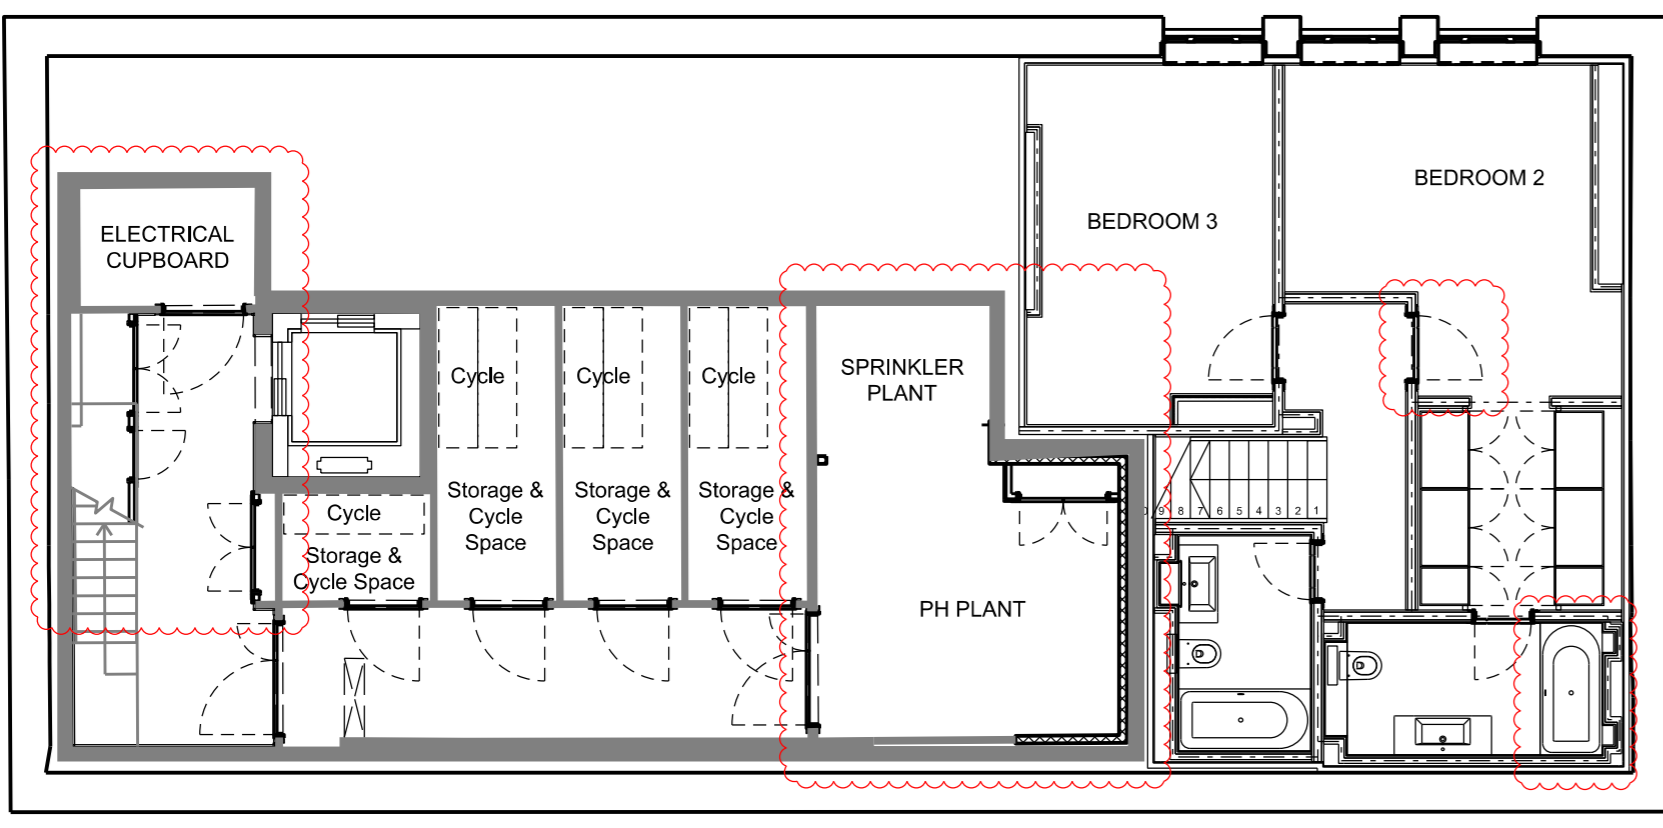 BEDROOM 2
BEDROOM 3
ELECTRICAL
CUPBOARD
SPRINKLER
PLANT
Cycle
Cycle
Cycle
Storage &
Cycle
Space
Storage &
Cycle
Space
Storage &
Cycle
Space
Cycle
Storage &
Cycle Space
PH PLANT
9 8 7 6 5 4 3 2 1